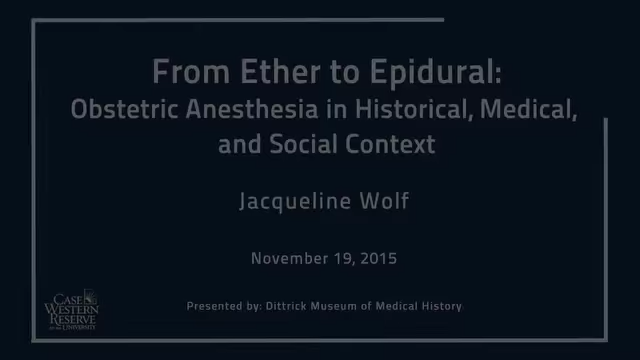 From Ether to Epidural:
Obstetric Anesthesia in Historical, Medical,
and Social Context
Jacqueline Wolf
November 19, 2015
Presented by: Dittrick Museum of Medical History
CASE
WESTERN
RESERVE
UNIVERSITY